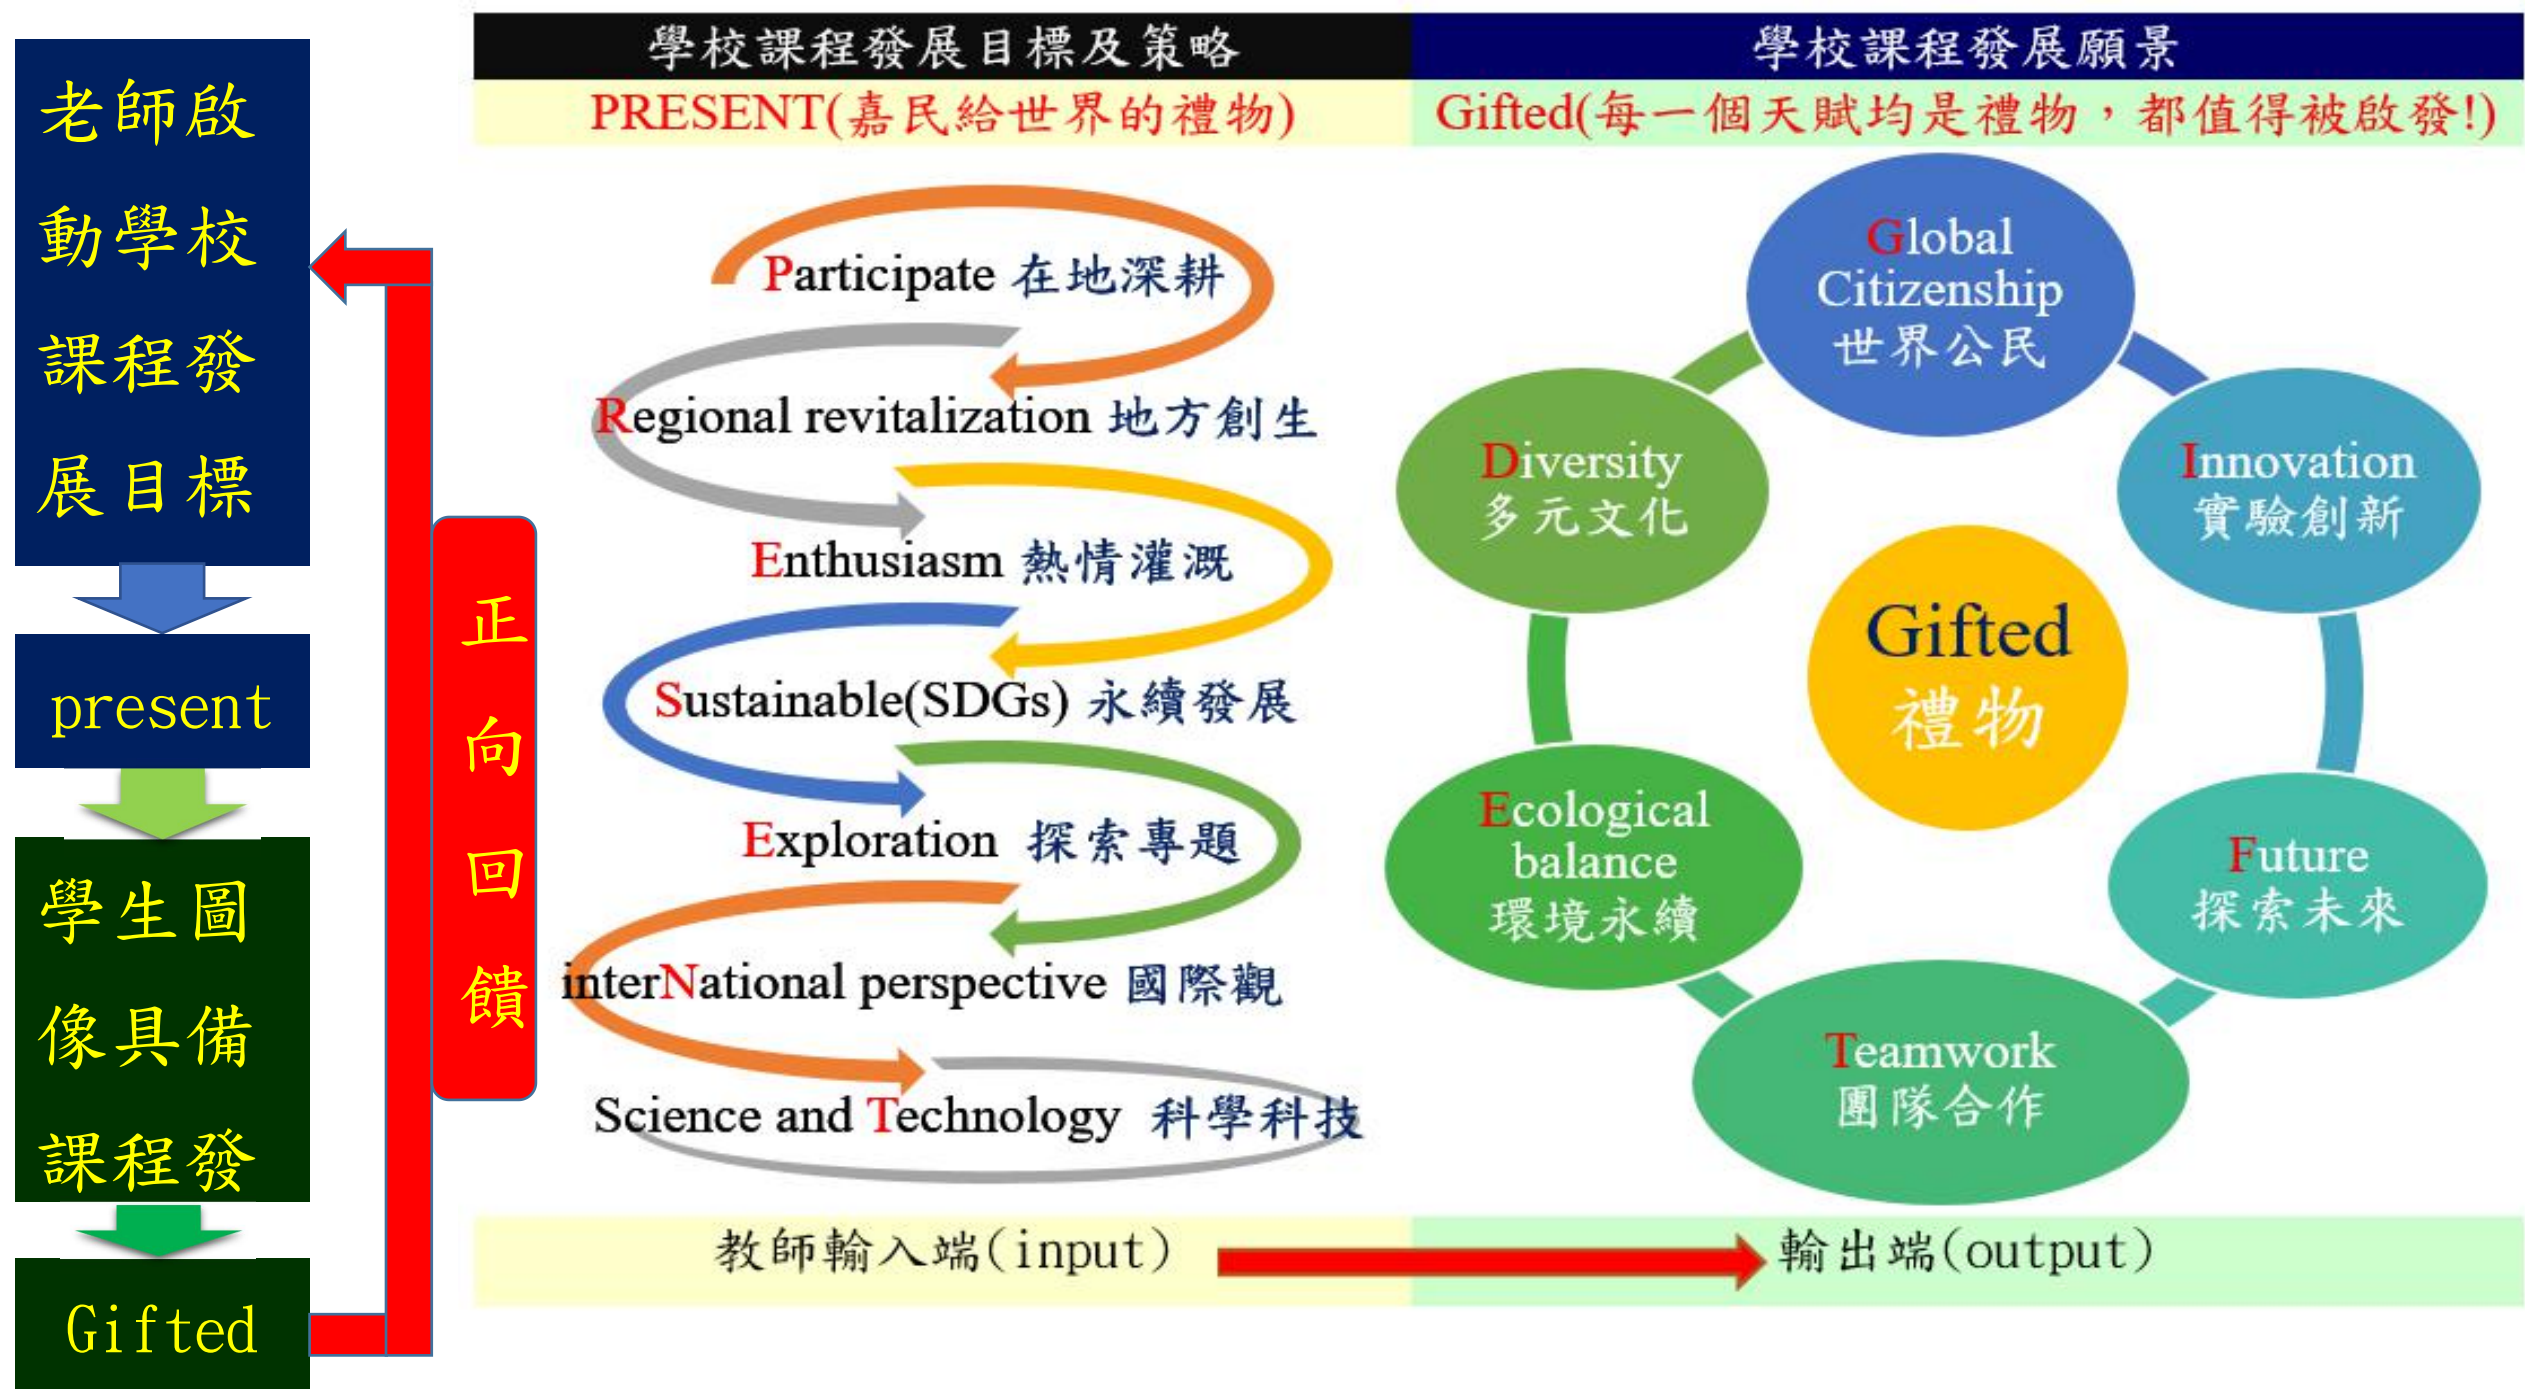 老師啟
動學校
課程發
展目標
present
學生圖
像具備
課程發
Gifted
正
向
回
饋
學校課程發展目標及策略
PRESENT(嘉民給世界的禮物)
Participate 在地深耕
Regional revitalization 地方創生
Enthusiasm 熱情灌溉
Sustainable(SDGs) 永續發展
Exploration 探索專題
interNational perspective 國際觀
Science and Technology 科學科技
教師輸入端(input)
學校課程發展願景
Gifted(每一個天賦均是禮物，都值得被啟發!)
Global
Citizenship
世界公民
Innovation
實驗創新
Future
探索未來
Teamwork
團隊合作
Ecological
balance
環境永續
Diversity
多元文化
Gifted
禮物
輸出端(output)